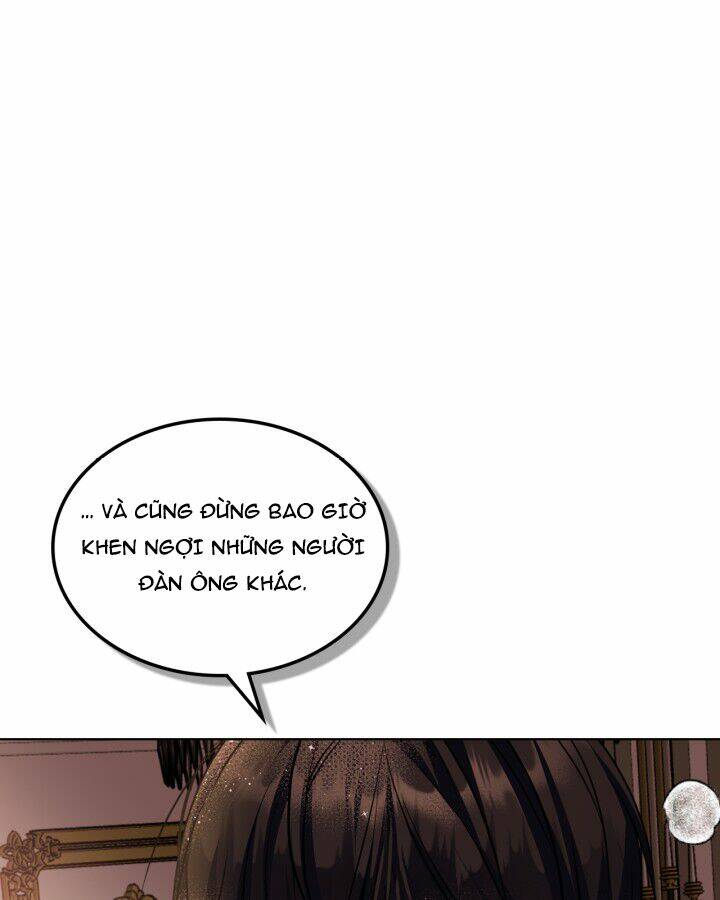 ... VÀ CŨNG ĐỪNG BAO GIỜ
KHEN NGỢI NHỮNG NGƯỜI
ĐÀN ÔNG KHÁC.